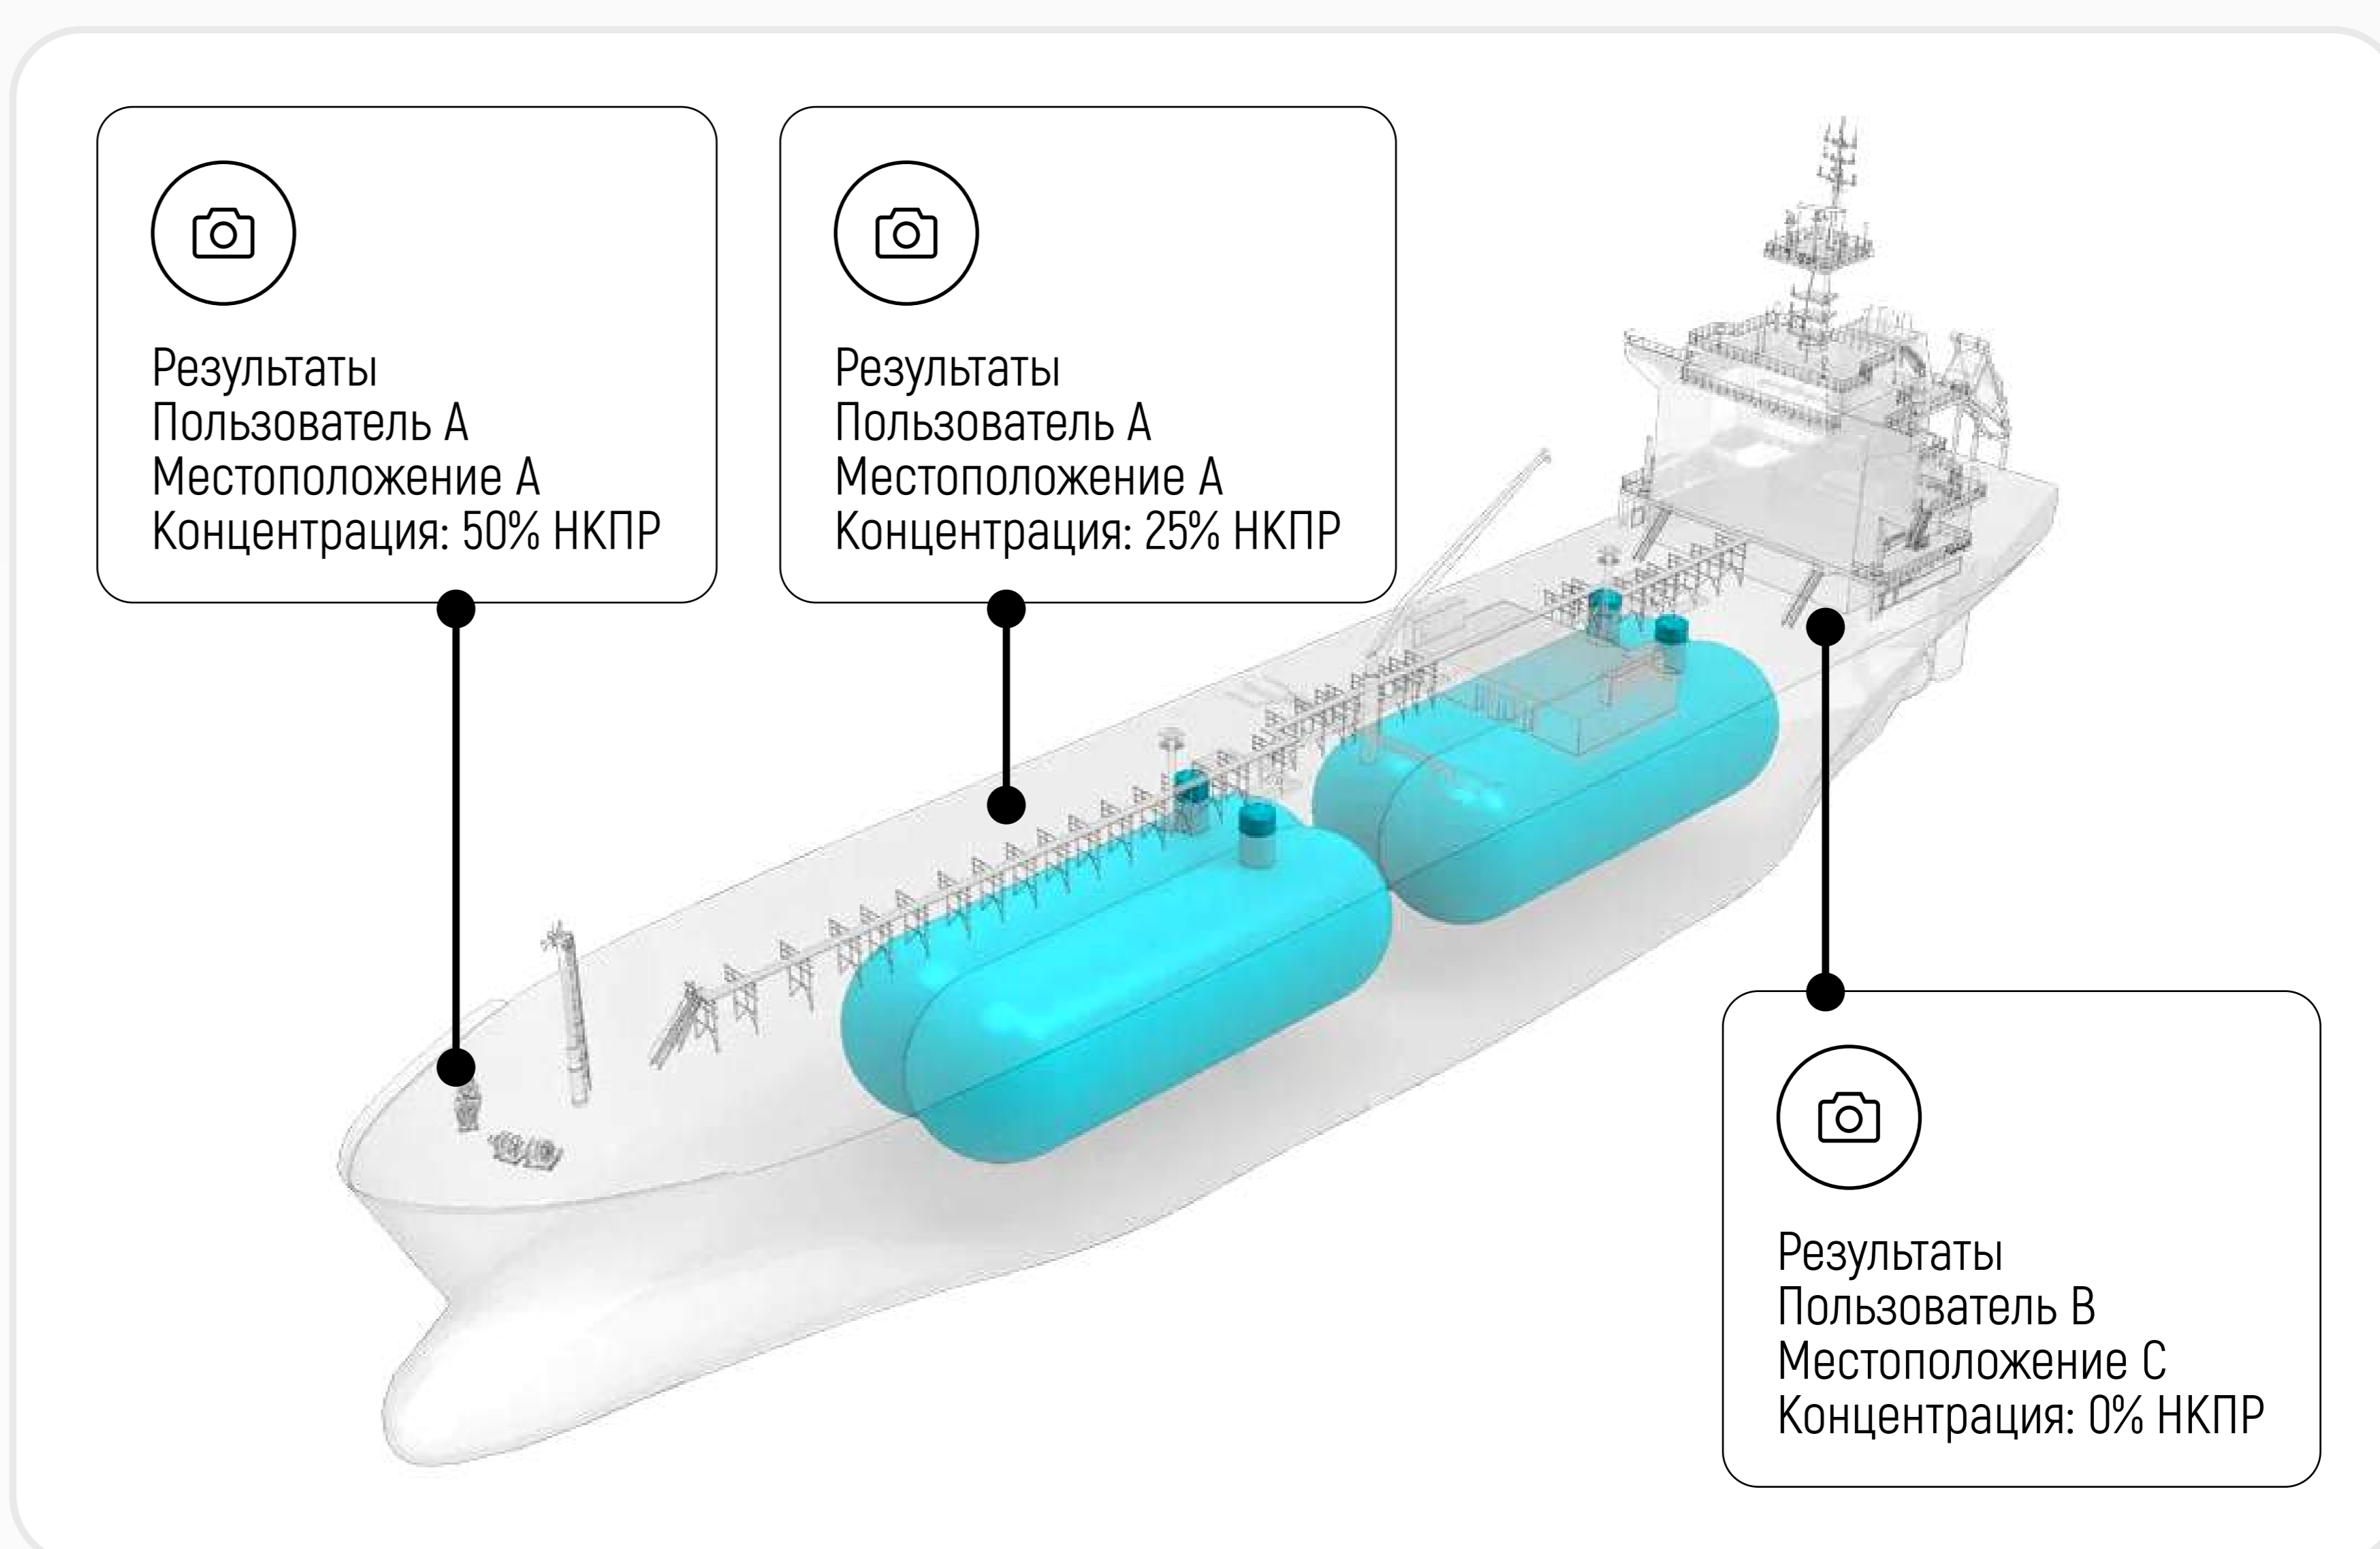 Результаты
Пользователь А
Местоположение А
Концентрация: 50% НКПР
Результаты
Пользователь А
Местоположение А
Концентрация: 25% НКПР
Результаты
Пользователь В
Местоположение С
Концентрация: 0% НКПР